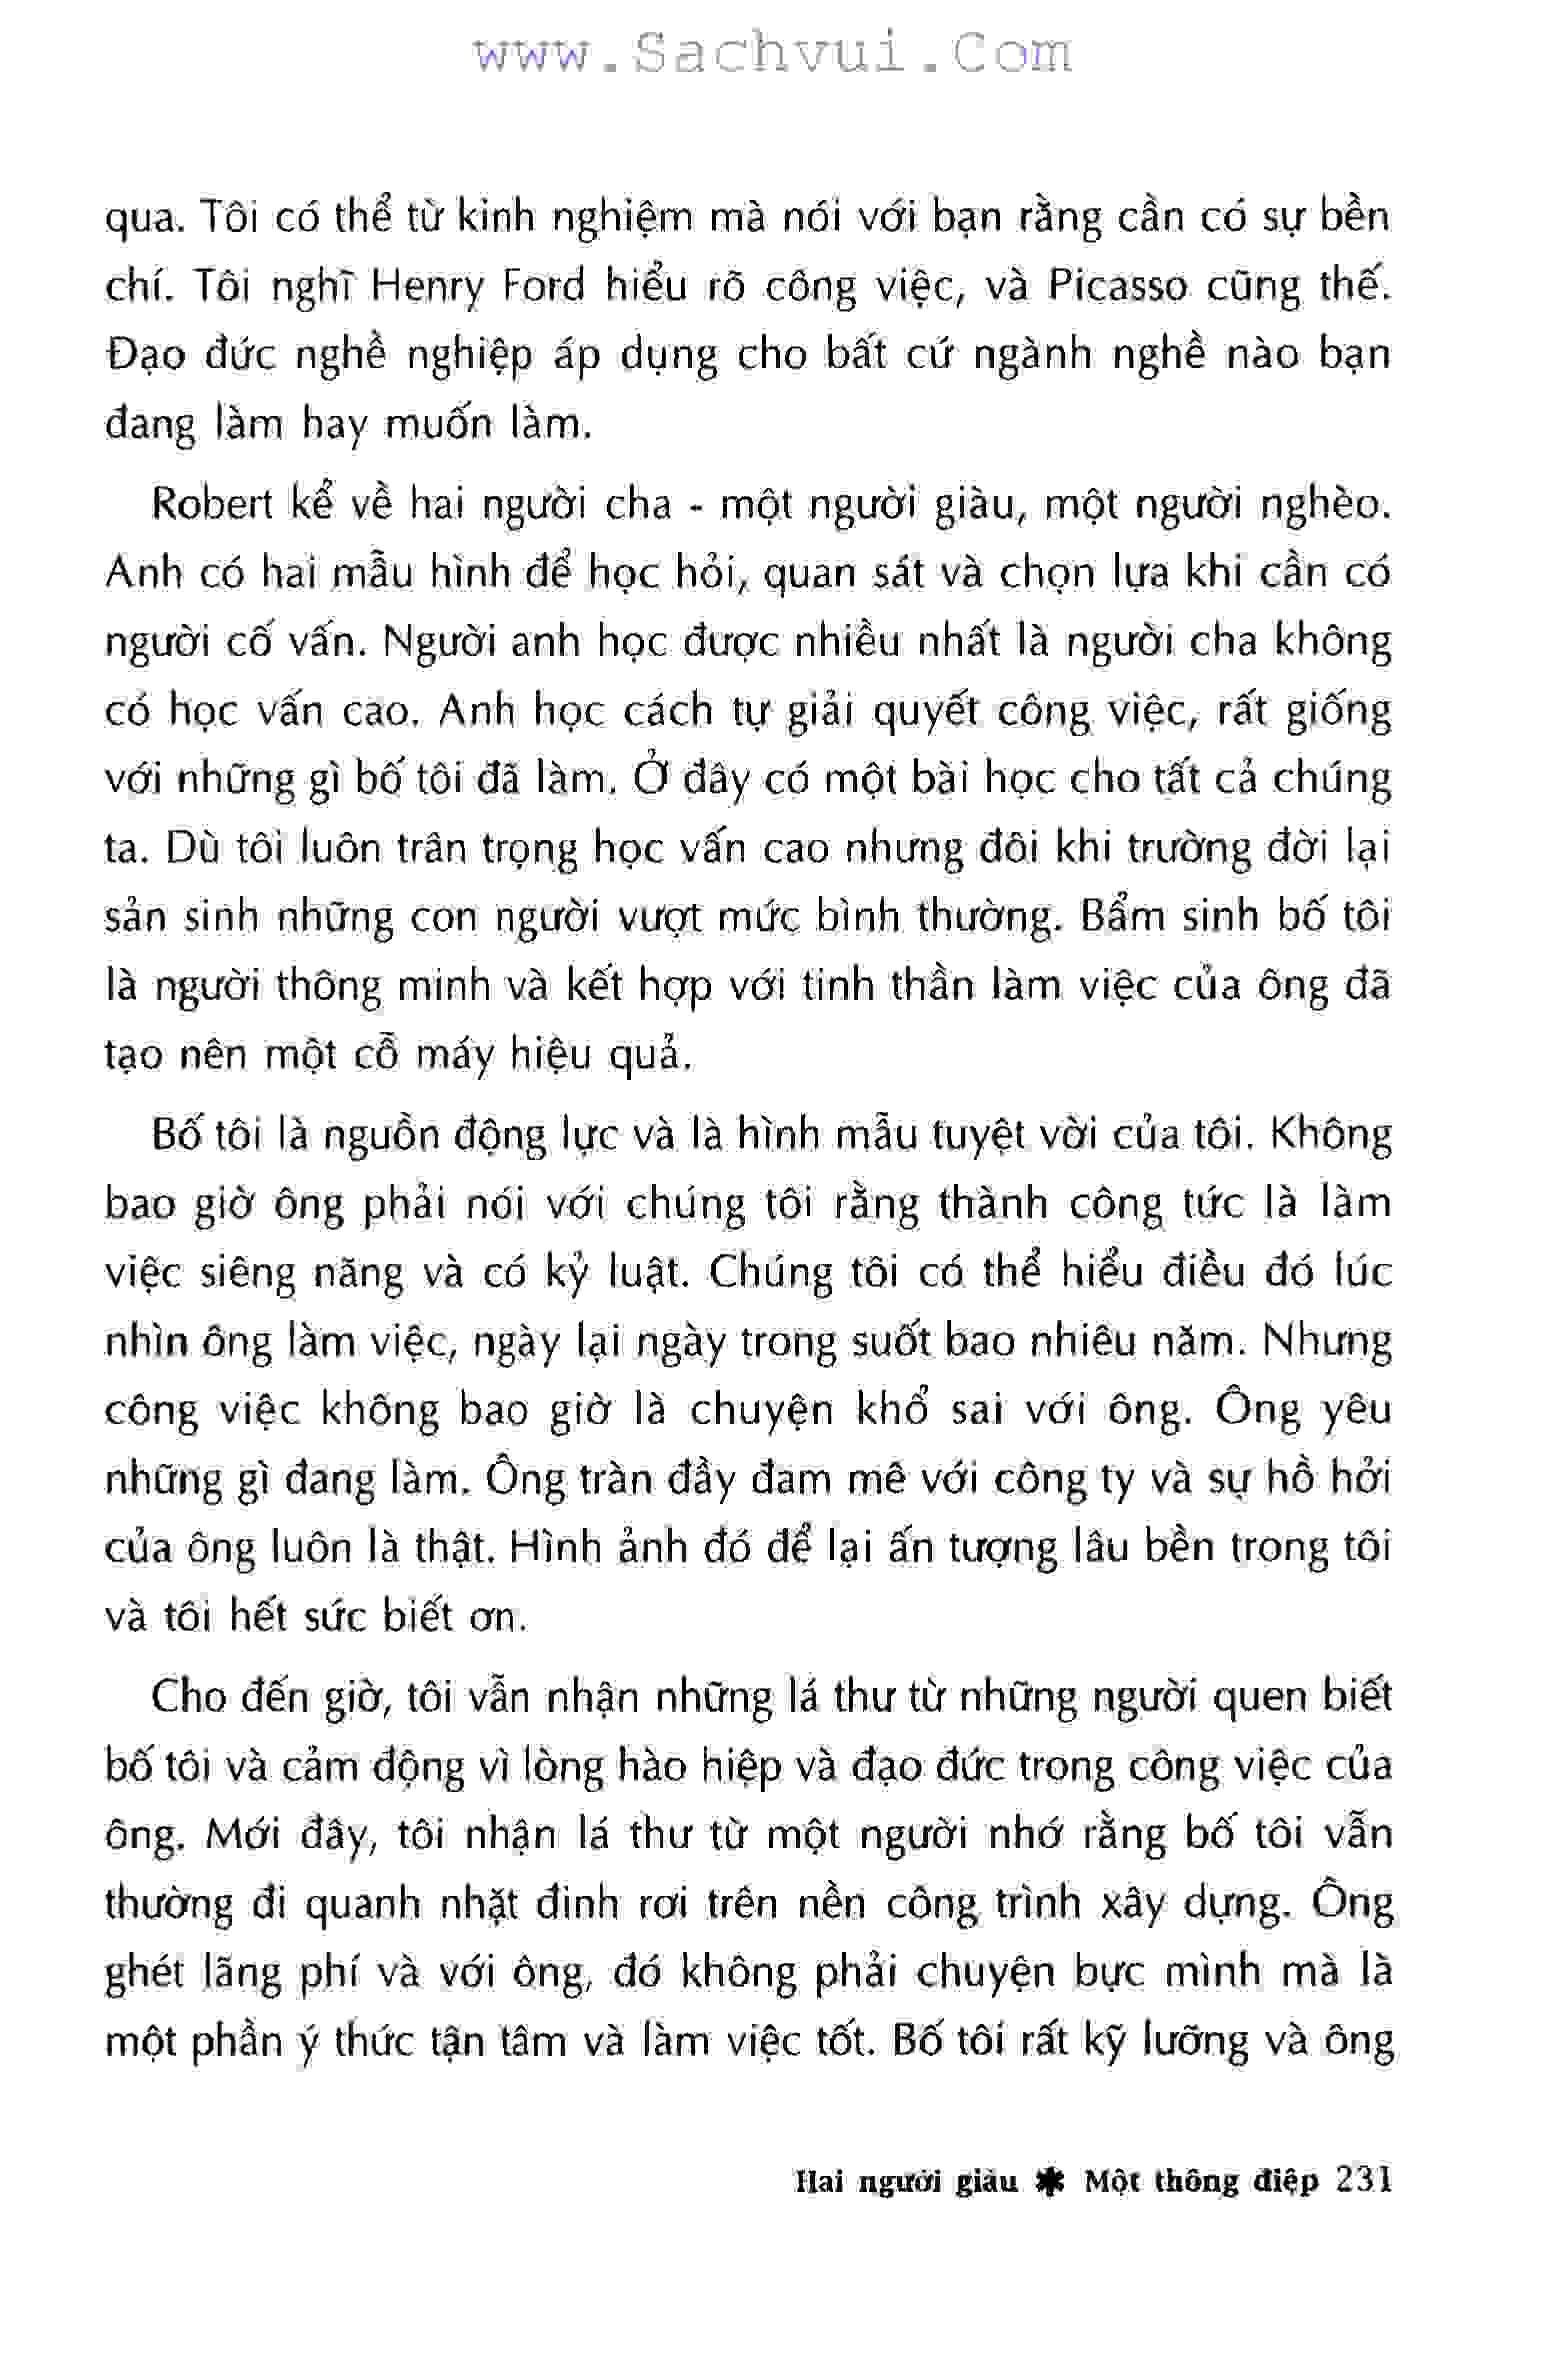 www.Sachvui.Com
qua. Tôi có thể từ kinh nghiệm mà nói với bạn rằng cần có sự bền
chí. Tôi nghĩ Henry Ford hiểu rõ công việc, và Picasso cũng thế.
Đạo đức nghề nghiệp áp dụng cho bất cứ ngành nghề nào bạn
đang làm hay muốn làm.
Robert kể về hai người cha - một người giàu, một người nghèo.
Anh có hai mẫu hình để học hỏi, quan sát và chọn lựa khi cần có
người cố vấn. Người anh học được nhiều nhất là người cha không
có học vấn cao. Anh học cách tự giải quyết công việc, rất giống
với những gì bố tôi đã làm. Ở đây có một bài học cho tất cả chúng
ta. Dù tôi luôn trân trọng học vấn cao nhưng đôi khi trường đời lại
sản sinh những con người vượt mức bình thường. Bẩm sinh bố tôi
là người thông minh và kết hợp với tinh thần làm việc của ông đã
tạo nên một cỗ máy hiệu quả.
Bố tôi là nguồn động lực và là hình mẫu tuyệt vời của tôi. Không
bao giờ ông phải nói với chúng tôi rằng thành công tức là làm
việc siêng năng và có kỷ luật. Chúng tôi có thể hiểu điều đó lúc
nhìn ông làm việc, ngày lại ngày trong suốt bao nhiêu năm. Nhưng
công việc không bao giờ là chuyện khổ sai với ông. Ông yêu
những gì đang làm. Ông tràn đầy đam mê với công ty và sự hồ hởi
của ông luôn là thật. Hình ảnh đó để lại ấn tượng lâu bền trong tôi
và tôi hết sức biết ơn.
Cho đến giờ, tôi vẫn nhận những lá thư từ những người quen biết
bố tôi và cảm động vì lòng hào hiệp và đạo đức trong công việc của
ông. Mới đây, tôi nhận lá thư từ một người nhớ rằng bố tôi vẫn
thường đi quanh nhặt đinh rơi trên nền công trình xây dựng. Ông
ghét lãng phí và với ông, đó không phải chuyện bực mình mà là
một phần ý thức tận tâm và làm việc tốt. Bố tôi rất kỹ lưỡng và ông
Hai người giàu ✱ Một thông điệp 231